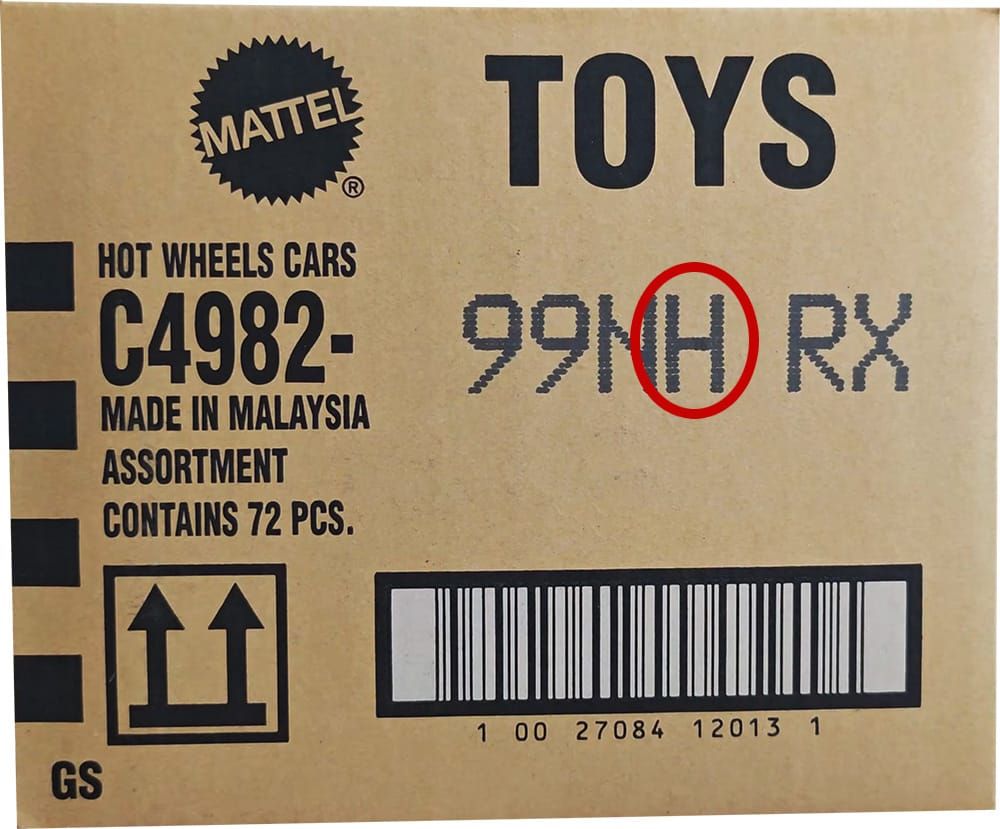 MATTEL®
TOYS
HOT WHEELS CARS
C4982-
99NH RX
MADE IN MALAYSIA
ASSORTMENT
CONTAINS 72 PCS.
1 00 27084 12013 1
GS